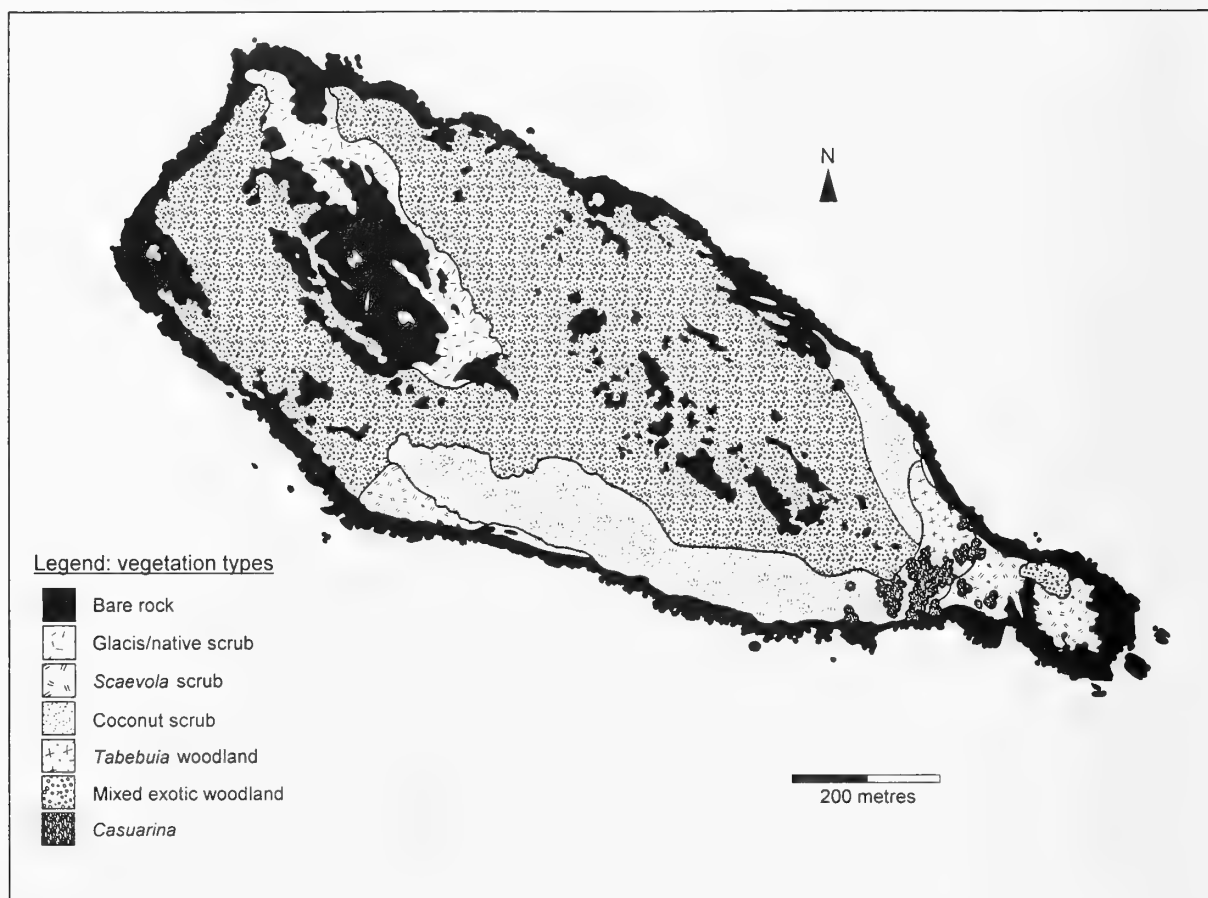 N
Legend: vegetation types
Bare rock
Glacis/native scrub
Scaevola scrub
Coconut scrub
Tabebuia woodland
Mixed exotic woodland
Casuarina
200 metres